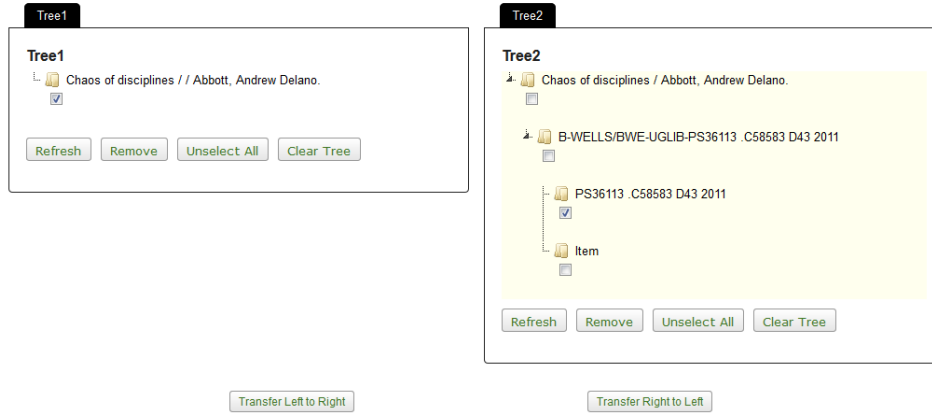 Tree1
Tree1
Chaos of disciplines / / Abbott, Andrew Delano.
Refresh Remove Unselect All Clear Tree
Tree2
Tree2
Chaos of disciplines / Abbott, Andrew Delano.
B-WELLS/BWE-UGLIB-PS36113 .C58583 D43 2011
PS36113 .C58583 D43 2011
Item
Refresh Remove Unselect All Clear Tree
Transfer Left to Right Transfer Right to Left